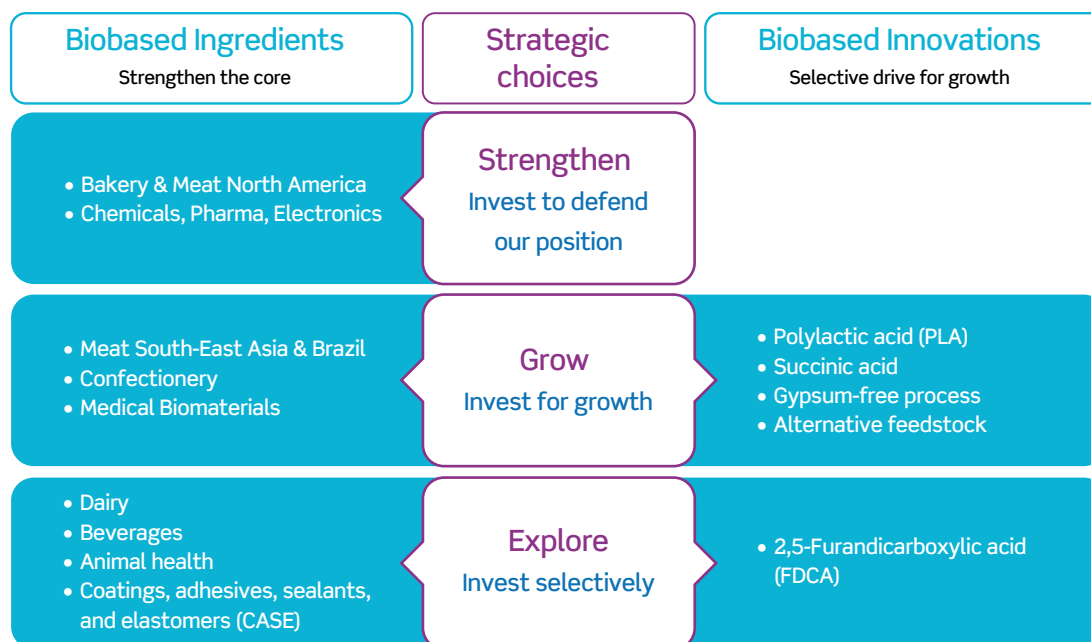 Biobased Ingredients
Strengthen the core
Strategic
choices
Biobased Innovations
Selective drive for growth
• Bakery & Meat North America
• Chemicals, Pharma, Electronics
Strengthen
Invest to defend
our position
• Meat South-East Asia & Brazil
• Confectionery
• Medical Biomaterials
Grow
Invest for growth
• Polylactic acid (PLA)
• Succinic acid
• Gypsum-free process
• Alternative feedstock
• Dairy
• Beverages
• Animal health
• Coatings, adhesives, sealants,
and elastomers (CASE)
Explore
Invest selectively
• 2,5-Furandicarboxylic acid
(FDCA)